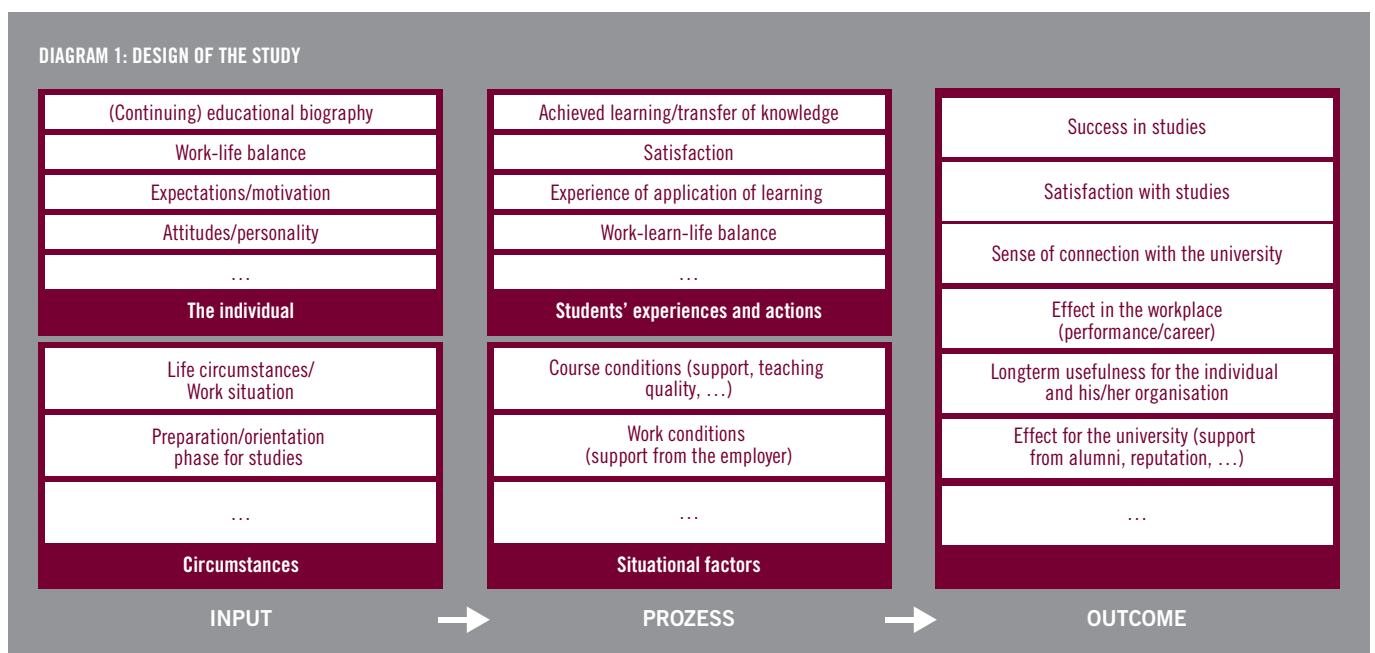 DIAGRAM 1: DESIGN OF THE STUDY
(Continuing) educational biography
Work-life balance
Expectations/motivation
Attitudes/personality
...
The individual
Life circumstances/
Work situation
Preparation/orientation
phase for studies
...
Circumstances
INPUT
Achieved learning/transfer of knowledge
Satisfaction
Experience of application of learning
Work-learn-life balance
...
Students’ experiences and actions
Course conditions (support, teaching
quality, ...)
Work conditions
(support from the employer)
...
Situational factors
PROZESS
Success in studies
Satisfaction with studies
Sense of connection with the university
Effect in the workplace
(performance/career)
Longterm usefulness for the individual
and his/her organisation
Effect for the university (support
from alumni, reputation, ...)
...
OUTCOME